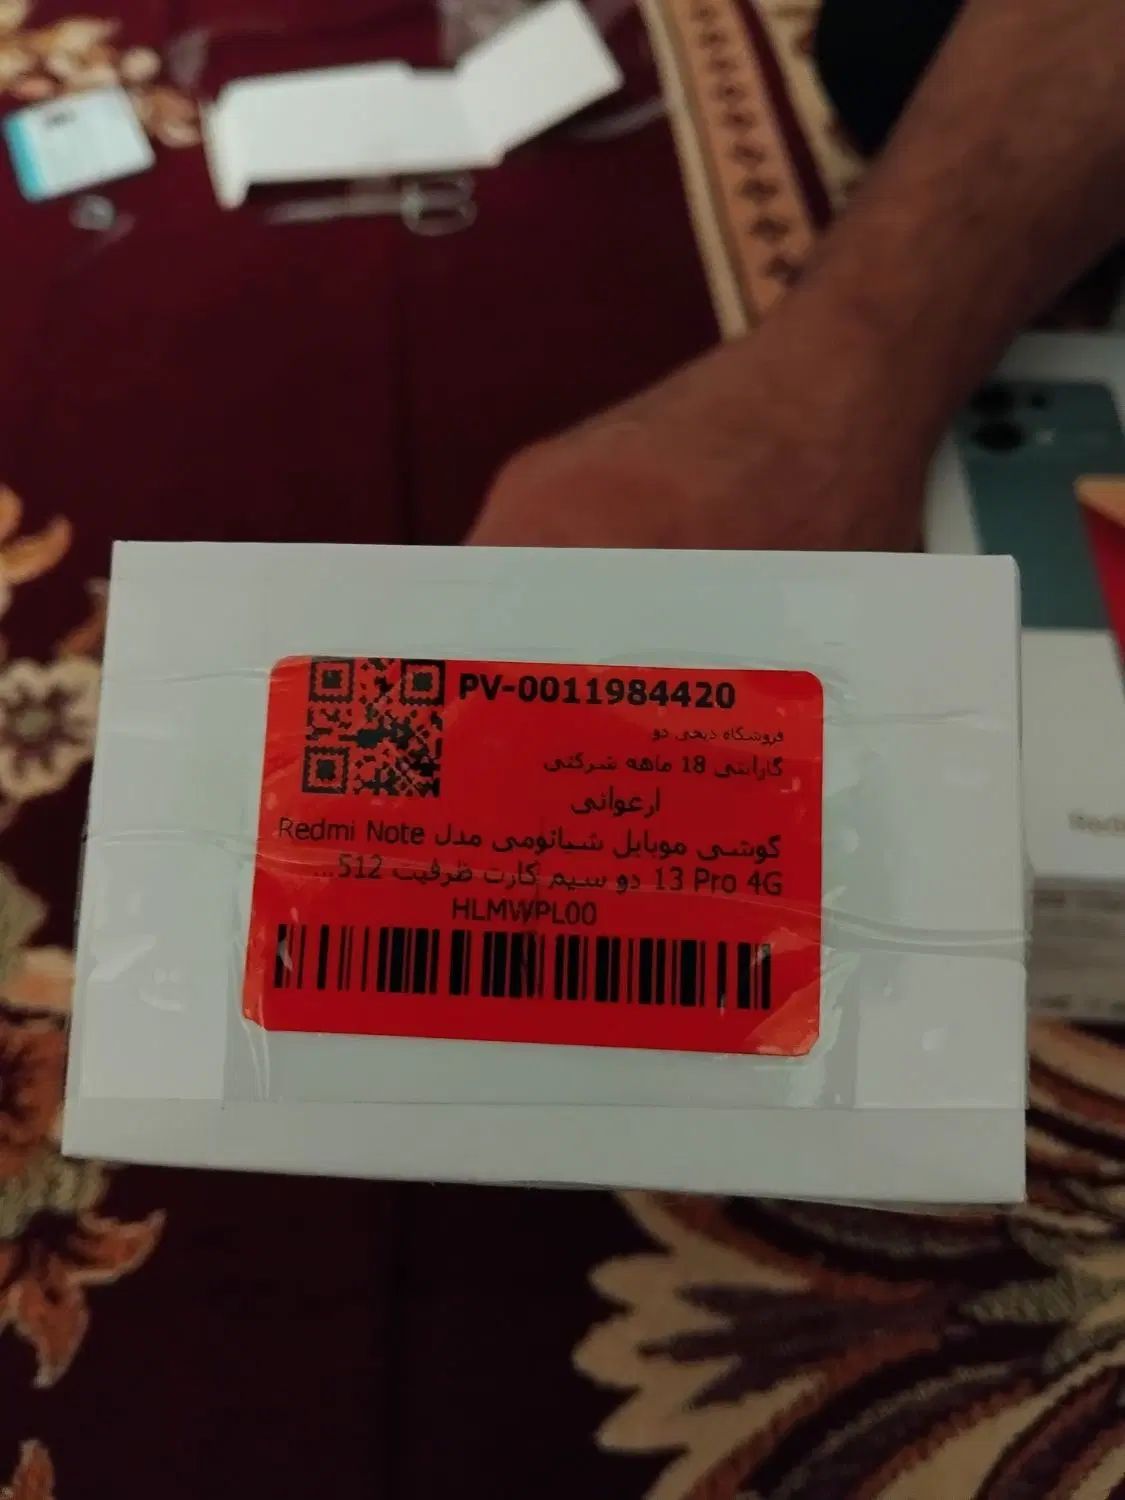 PV-0011984420
فروشگاه دیجی دو
گارانتی 18 ماهه شرکتی
ارغوانی
گوشی موبایل شیائومی مدل Redmi Note
13 Pro 4G دو سیم کارت ظرفیت 512...
HLMWPL00